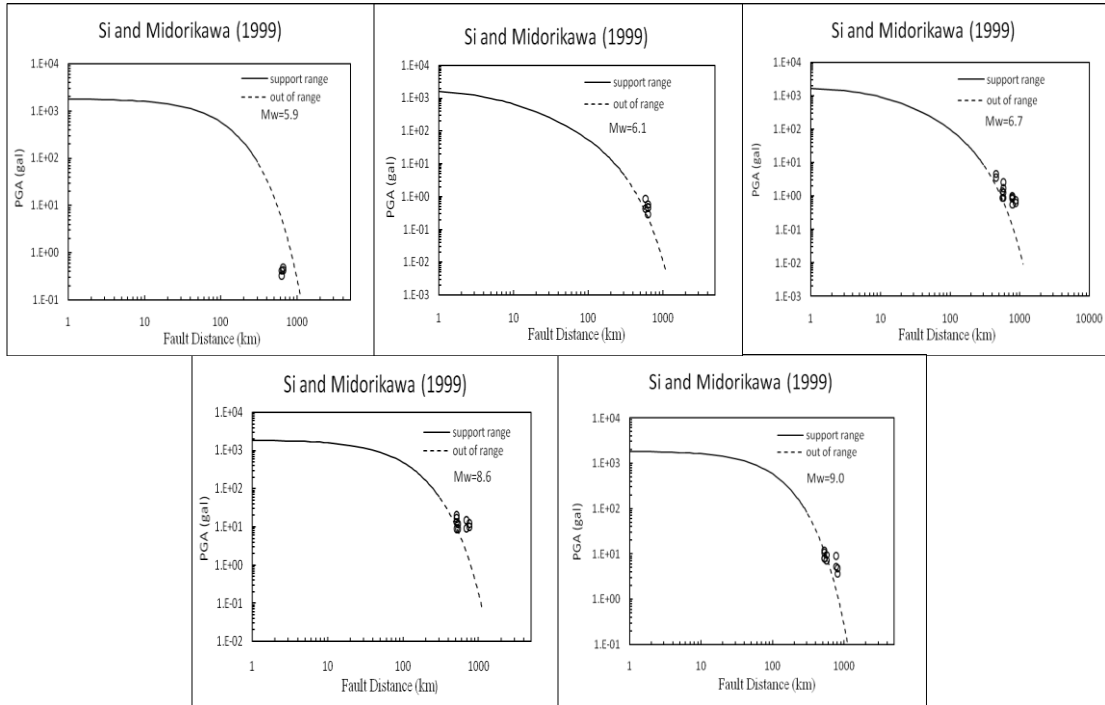 Si and Midorikawa (1999)
1.E+04
1.E+03
1.E+02
1.E+01
1.E+00
1.E-01
PGA (gal)
support range
out of range
Mw=5.9
1
10
100
1000
Fault Distance (km)
Si and Midorikawa (1999)
1.E+04
1.E+03
1.E+02
1.E+01
1.E+00
1.E-01
1.E-02
1.E-03
PGA (gal)
support range
out of range
Mw=6.1
1
10
100
1000
Fault Distance (km)
Si and Midorikawa (1999)
1.E+04
1.E+03
1.E+02
1.E+01
1.E+00
1.E-01
1.E-02
1.E-03
PGA (gal)
support range
out of range
Mw=6.7
1
10
100
1000
10000
Fault Distance (km)
Si and Midorikawa (1999)
1.E+04
1.E+03
1.E+02
1.E+01
1.E+00
1.E-01
1.E-02
PGA (gal)
support range
out of range
Mw=8.6
1
10
100
1000
Fault Distance (km)
Si and Midorikawa (1999)
1.E+04
1.E+03
1.E+02
1.E+01
1.E+00
1.E-01
PGA (gal)
support range
out of range
Mw=9.0
1
10
100
1000
Fault Distance (km)